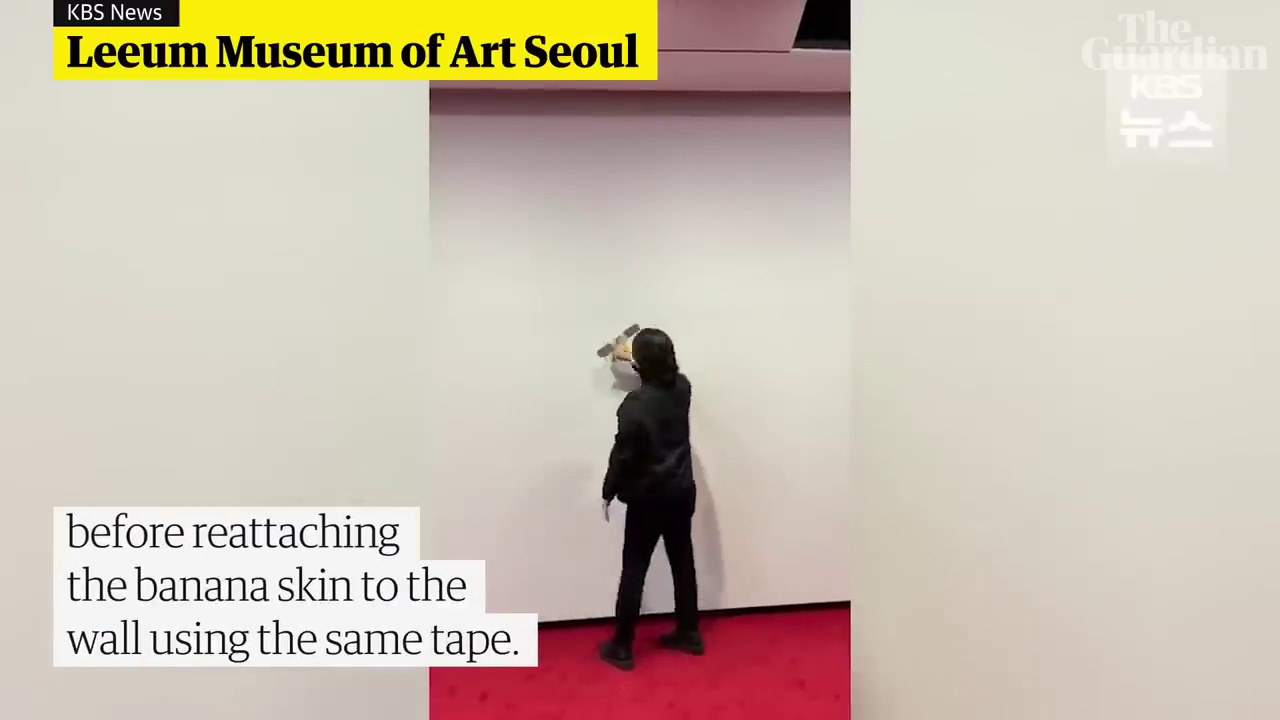 KBS News
Leeum Museum of Art Seoul
The
Guardian
KBS
뉴스
before reattaching
the banana skin to the
wall using the same tape.